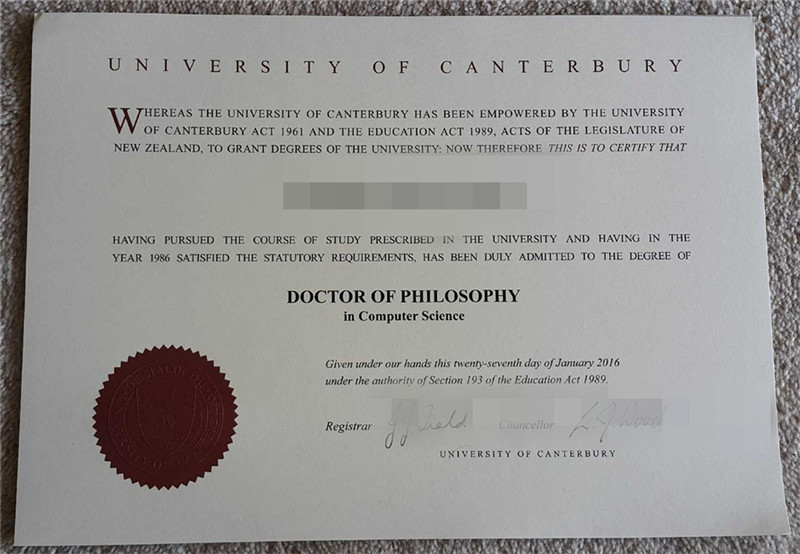 UNIVERSITY OF CANTERBURY
WHEREAS THE UNIVERSITY OF CANTERBURY HAS BEEN EMPOWERED BY THE UNIVERSITY
OF CANTERBURY ACT 1961 AND THE EDUCATION ACT 1989, ACTS OF THE LEGISLATURE OF
NEW ZEALAND, TO GRANT DEGREES OF THE UNIVERSITY: NOW THEREFORE THIS IS TO CERTIFY THAT
HAVING PURSUED THE COURSE OF STUDY PRESCRIBED IN THE UNIVERSITY AND HAVING IN THE
YEAR 1986 SATISFIED THE STATUTORY REQUIREMENTS, HAS BEEN DULY ADMITTED TO THE DEGREE OF
DOCTOR OF PHILOSOPHY
in Computer Science
Given under our hands this twenty-seventh day of January 2016
under the authority of Section 193 of the Education Act 1989.
Registrar Chancellor
UNIVERSITY OF CANTERBURY